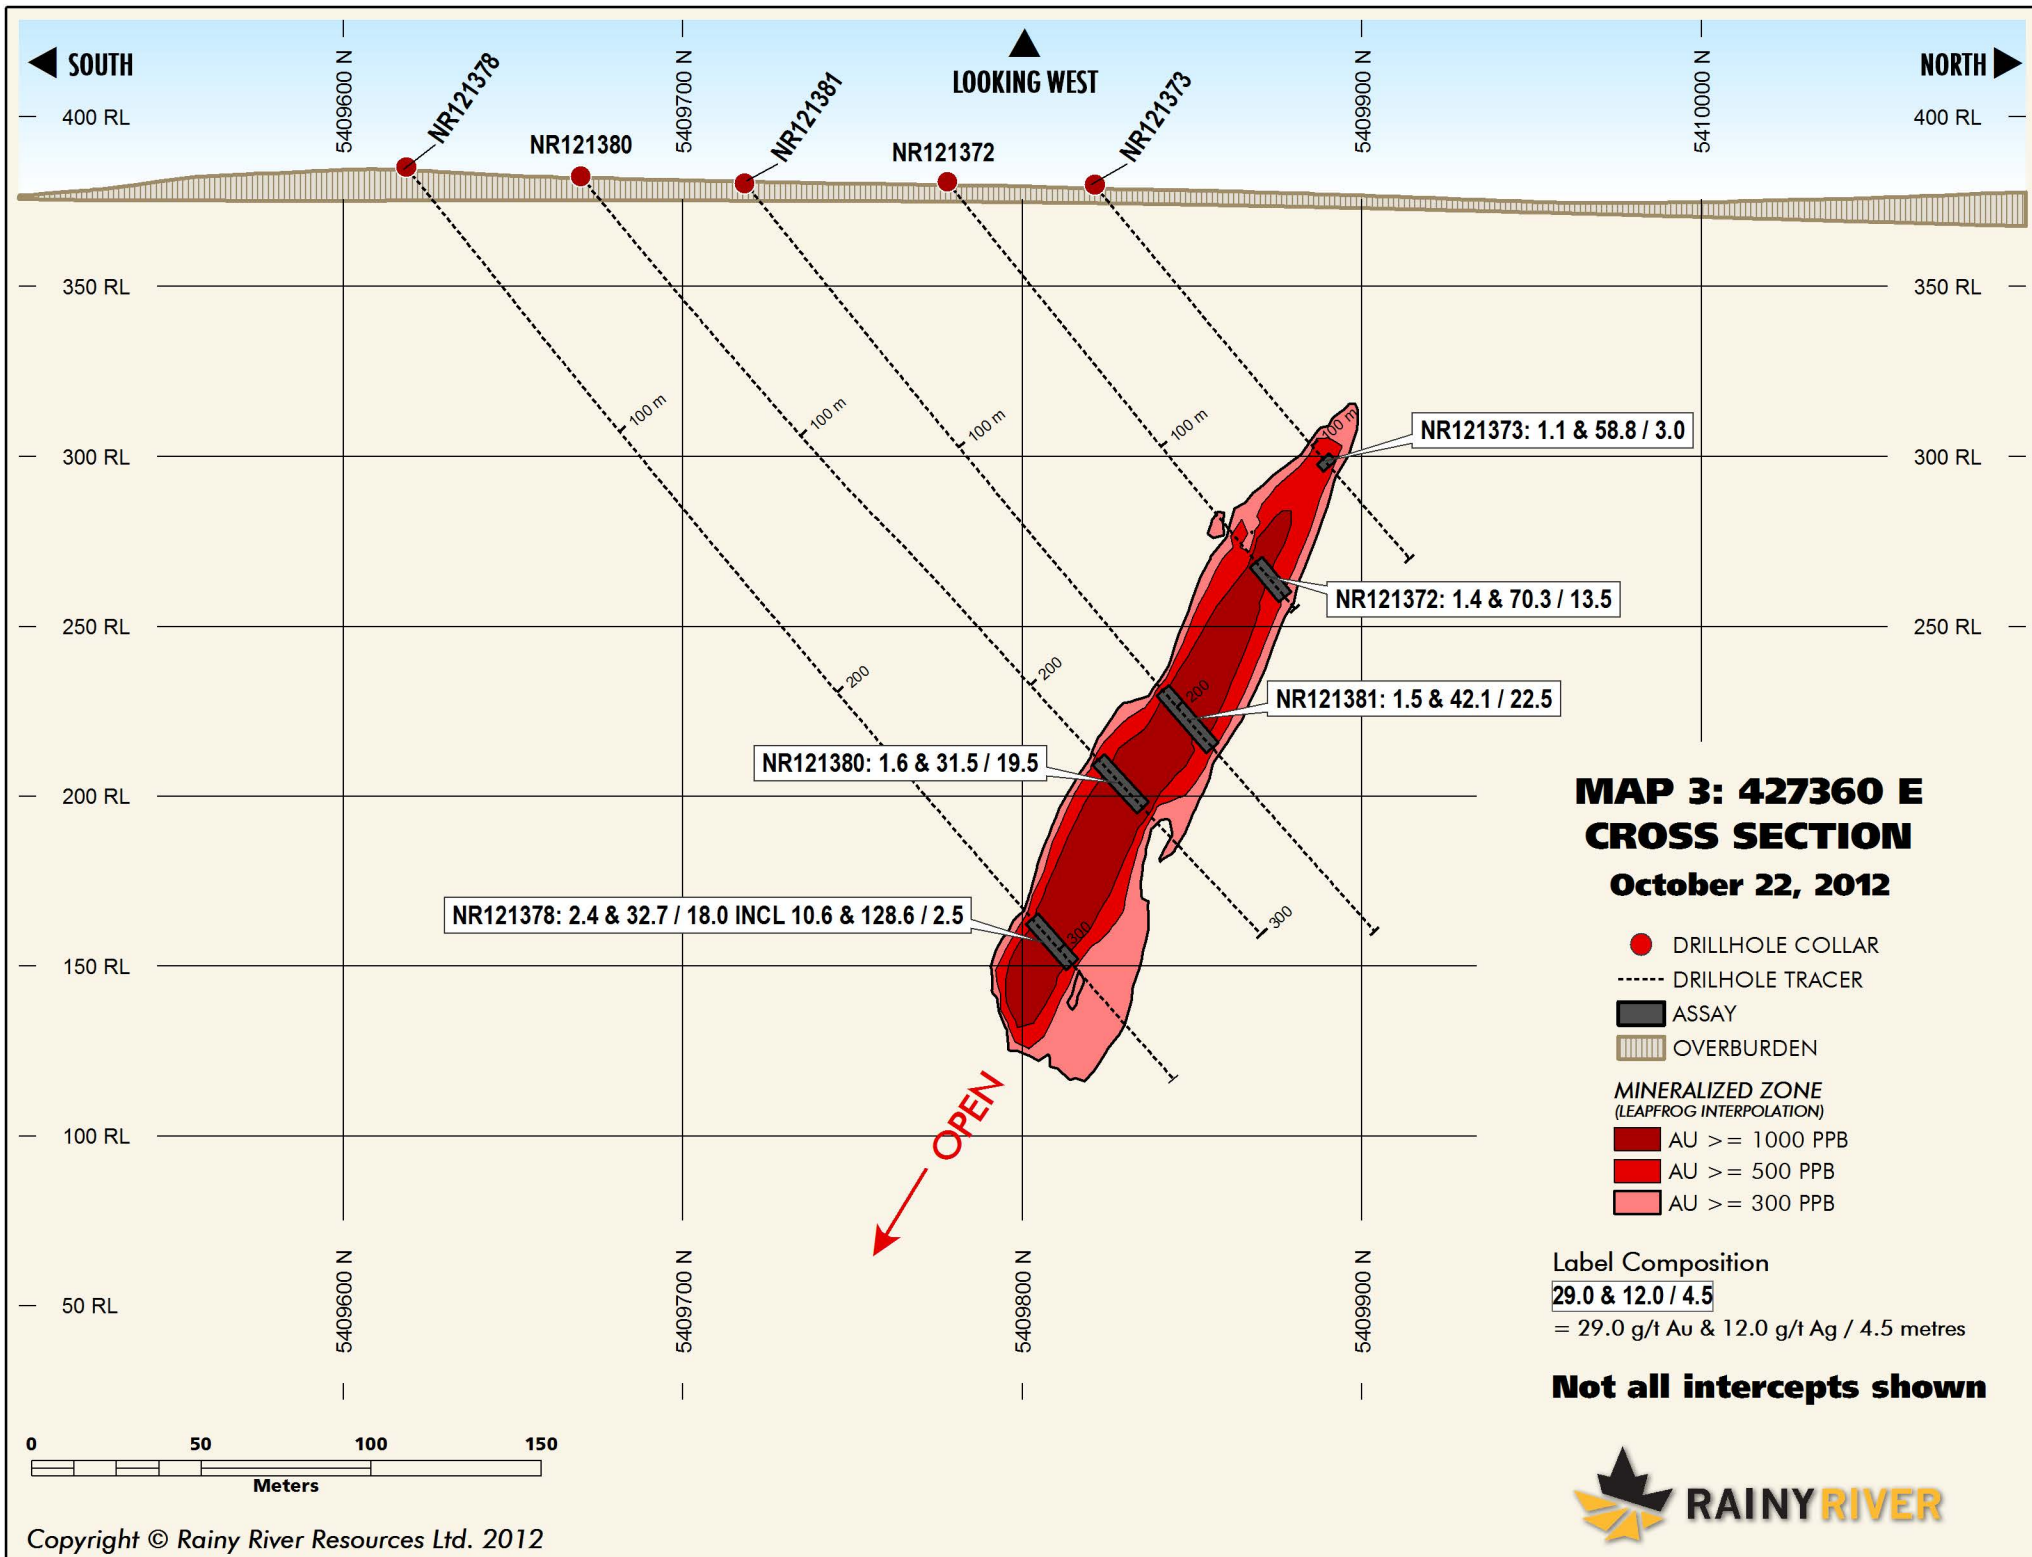 SOUTH
LOOKING WEST
NORTH
5409600 N
5409700 N
5409900 N
5410000 N
NR121378
NR121380
NR121381
NR121372
NR121373
400 RL
400 RL
350 RL
350 RL
300 RL
300 RL
250 RL
250 RL
200 RL
150 RL
100 RL
50 RL
100 m
100 m
100 m
100 m
100 m
200
200
200
300
300
NR121373: 1.1 & 58.8 / 3.0
NR121372: 1.4 & 70.3 / 13.5
NR121381: 1.5 & 42.1 / 22.5
NR121380: 1.6 & 31.5 / 19.5
NR121378: 2.4 & 32.7 / 18.0 INCL 10.6 & 128.6 / 2.5
OPEN
5409600 N
5409700 N
5409800 N
5409900 N
MAP 3: 427360 E
CROSS SECTION
October 22, 2012
DRILLHOLE COLLAR
DRILHOLE TRACER
ASSAY
OVERBURDEN
MINERALIZED ZONE
(LEAPFROG INTERPOLATION)
AU >= 1000 PPB
AU >= 500 PPB
AU >= 300 PPB
Label Composition
29.0 & 12.0 / 4.5
= 29.0 g/t Au & 12.0 g/t Ag / 4.5 metres
Not all intercepts shown
0 50 100 150
Meters
RAINYRIVER
Copyright © Rainy River Resources Ltd. 2012